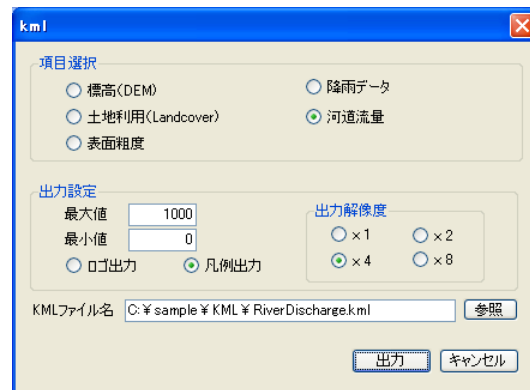 kml
項目選択
標高(DEM)
降雨データ
土地利用(Landcover)
河道流量
表面粗度
出力設定
最大値 1000
最小値 0
ロゴ出力
凡例出力
出力解像度
×1
×2
×4
×8
KMLファイル名 C:¥sample¥KML¥RiverDischarge.kml 参照
出力 キャンセル